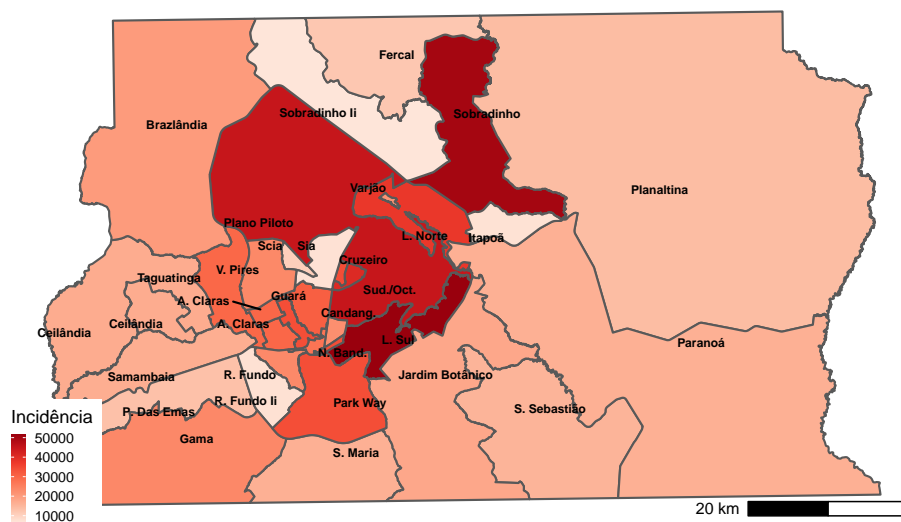 Fercal
Sobradinho Ii
Sobradinho
Brazlândia
Varjão
Planaltina
Plano Piloto
L. Norte
Itapoã
Scia
Sia
Cruzeiro
V. Pires
Taguatinga
Sud./Oct.
A. Claras
Guará
Candang.
Ceilândia
Ceilândia
A. Claras
L. Sul
Paranoá
N. Band.
Samambaia
R. Fundo
Jardim Botânico
R. Fundo Ii
Park Way
P. Das Emas
S. Sebastião
Gama
S. Maria
Incidência
50000
40000
30000
20000
10000
20 km